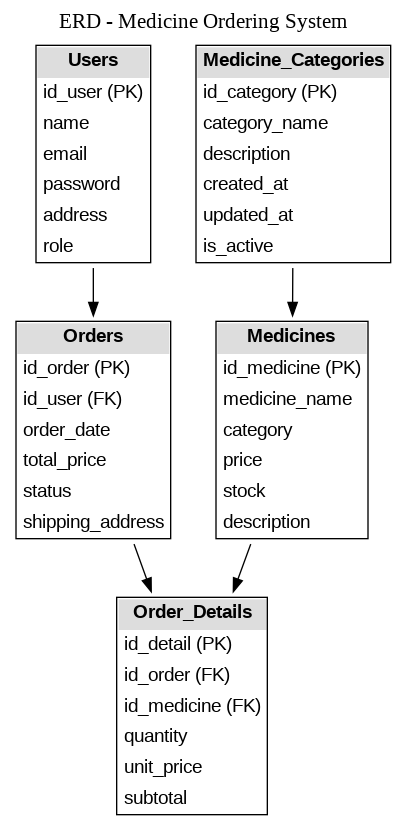 ERD - Medicine Ordering System
Users
id_user (PK)
name
email
password
address
role
Medicine_Categories
id_category (PK)
category_name
description
created_at
updated_at
is_active
Orders
id_order (PK)
id_user (FK)
order_date
total_price
status
shipping_address
Medicines
id_medicine (PK)
medicine_name
category
price
stock
description
Order_Details
id_detail (PK)
id_order (FK)
id_medicine (FK)
quantity
unit_price
subtotal